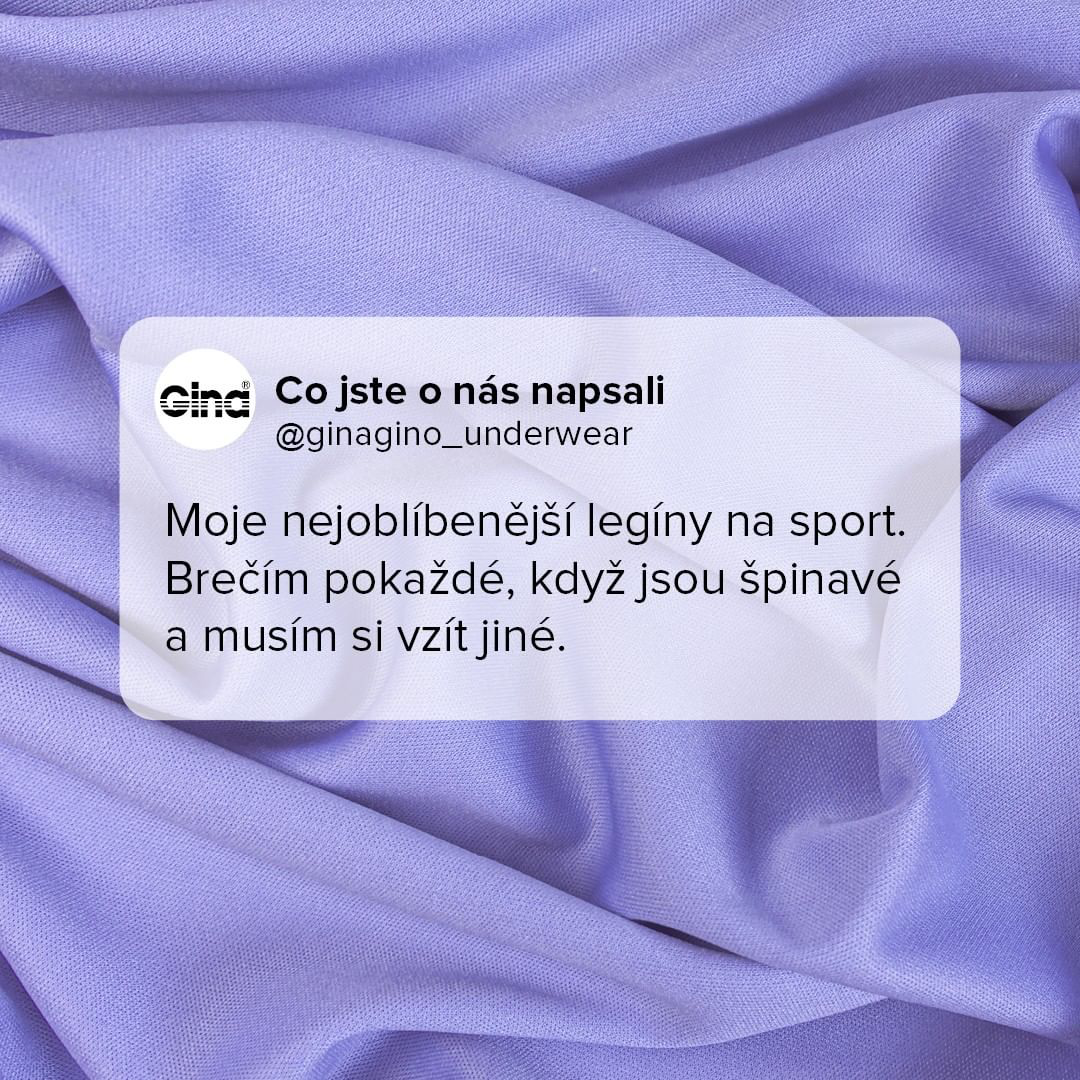 Gina®
Co jste o nás napsali
@ginagino_underwear
Moje nejoblíbenější legíny na sport.
Brečím pokaždé, když jsou špinavé
a musím si vzít jiné.